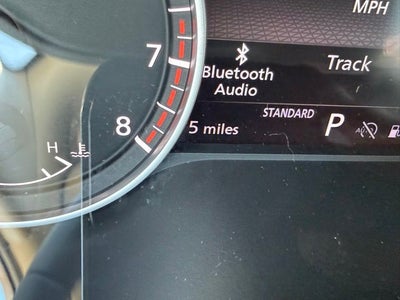 MPH
7
Bluetooth
Audio
Track
8
5 miles
STANDARD
P
H